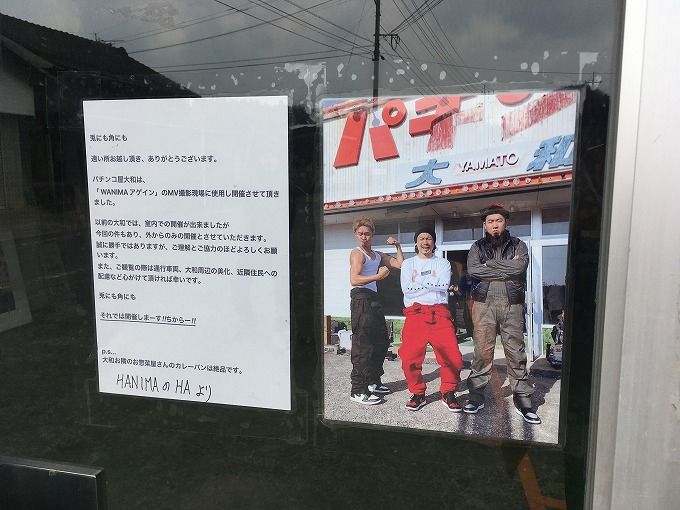 兎にも角にも
遠い所お越し頂き、ありがとうございます。
パチンコ屋大和は、
「WANIMA アゲイン」のMV撮影現場に使用し開催させて頂き
ました。
以前の大和では、室内での開催が出来ましたが
今回の件もあり、外からのみの開催とさせていただきます。
誠に勝手ではありますが、ご理解とご協力のほどよろしくお願
います。
また、ご観覧の際は通行車両、大和周辺の美化、近隣住民への
配慮など心がけて頂ければ幸いです。
兎にも角にも
それでは開催しまーす!!ちからー!!
p.s...
大和お隣のお惣菜屋さんのカレーパンは絶品です。
HANIMAのHAより
パチ
大 YAMATO 和